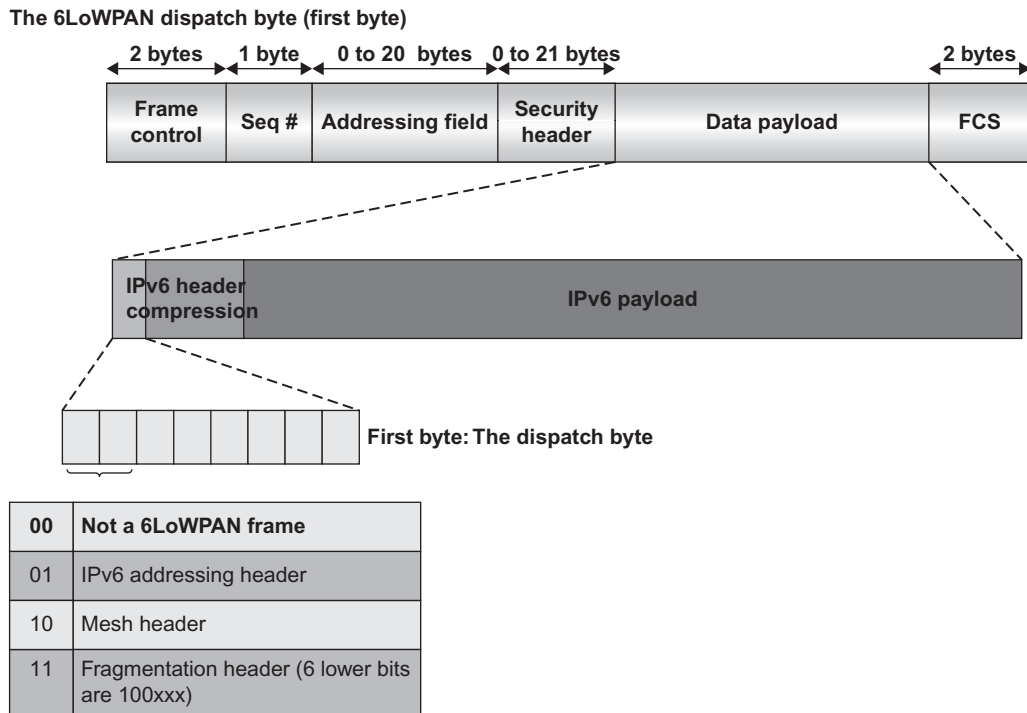 The 6LoWPAN dispatch byte (first byte)
2 bytes 1 byte 0 to 20 bytes 0 to 21 bytes 2 bytes
Frame control Seq # Addressing field Security header Data payload FCS
IPv6 header compression IPv6 payload
First byte: The dispatch byte
00 Not a 6LoWPAN frame
01 IPv6 addressing header
10 Mesh header
11 Fragmentation header (6 lower bits
are 100xxx)